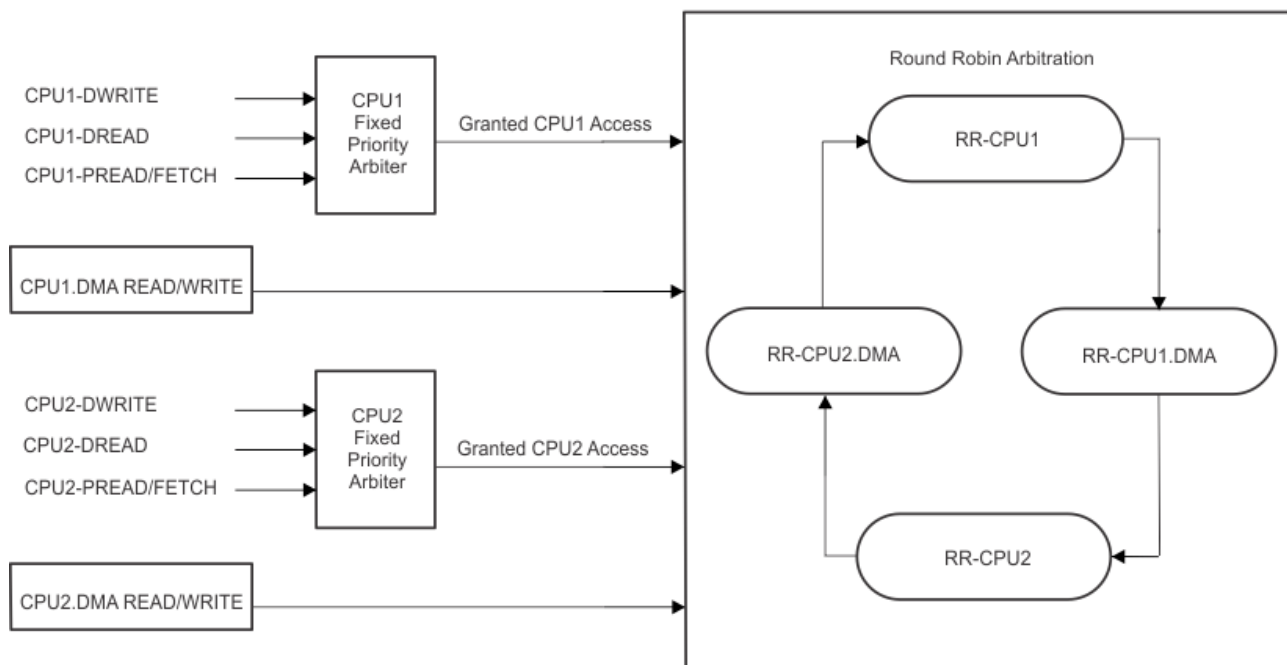 Round Robin Arbitration
CPU1-DWRITE
CPU1-DREAD
CPU1-PREAD/FETCH
CPU1
Fixed
Priority
Arbiter
Granted CPU1 Access
CPU1.DMA READ/WRITE
CPU2-DWRITE
CPU2-DREAD
CPU2-PREAD/FETCH
CPU2
Fixed
Priority
Arbiter
Granted CPU2 Access
CPU2.DMA READ/WRITE
RR-CPU1
RR-CPU2.DMA
RR-CPU1.DMA
RR-CPU2